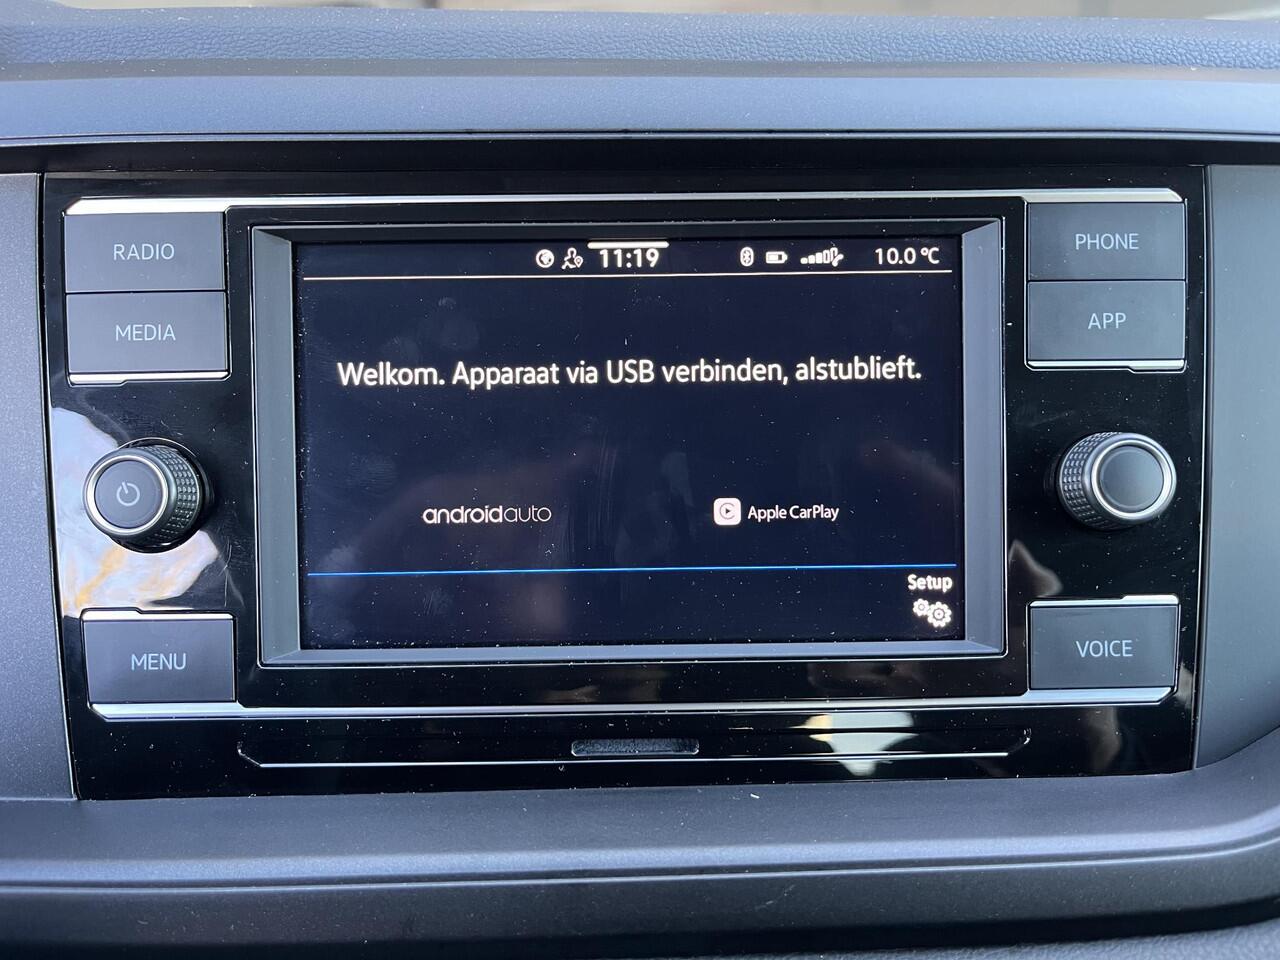 RADIO
MEDIA
MENU
11:19
10.0 °C
Welkom. Apparaat via USB verbinden, alstublieft.
androidauto
Apple CarPlay
Setup
PHONE
APP
VOICE